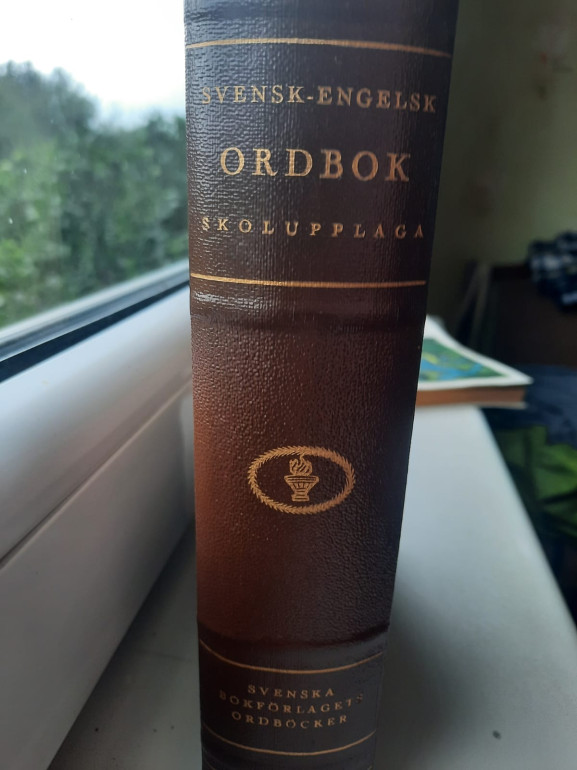 SVENSK-ENGELSK
ORDBOK
SKOLUPPLAGA
SVENSKA
BOKFÖRLAGETS
ORDBÖCKER